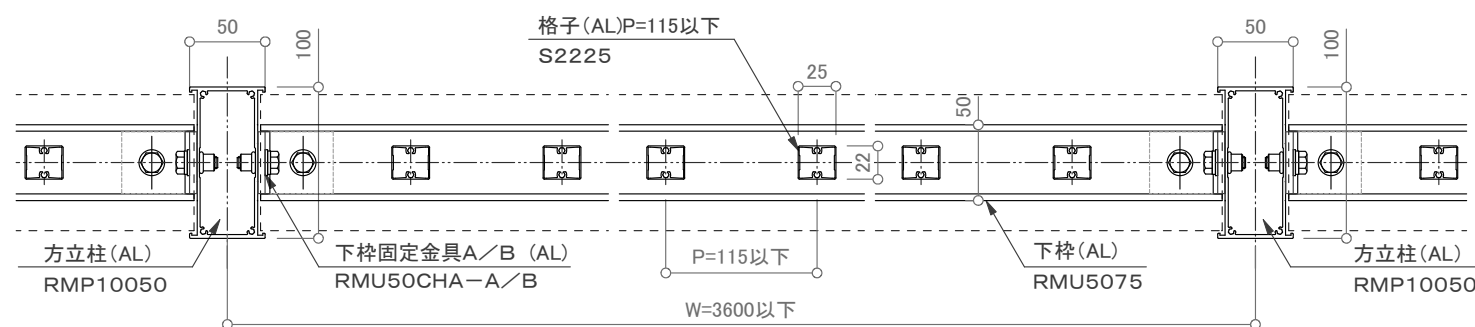 50
100
格子(AL)P=115以下
S2225
25
22
50
50
100
方立柱(AL)
RMP10050
下枠固定金具A／B (AL)
RMU50CHA－A／B
P=115以下
下枠(AL)
RMU5075
方立柱(AL)
RMP10050
W=3600以下